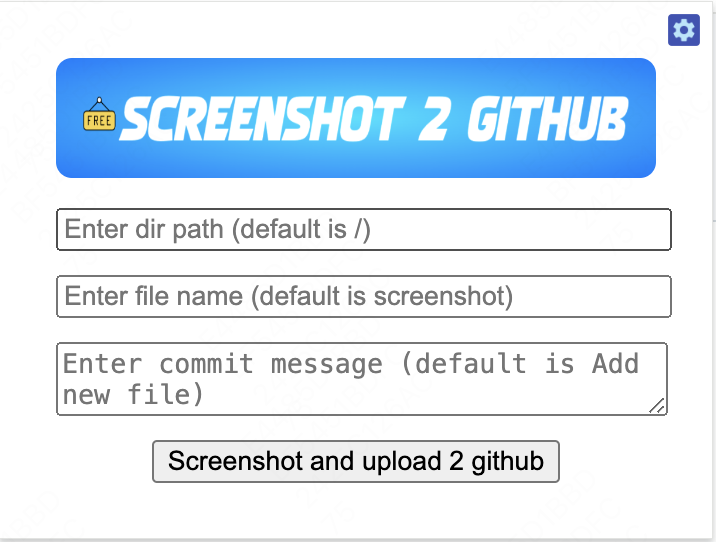 FREE
SCREENSHOT 2 GITHUB
Enter dir path (default is /)
Enter file name (default is screenshot)
Enter commit message (default is Add
new file)
Screenshot and upload 2 github